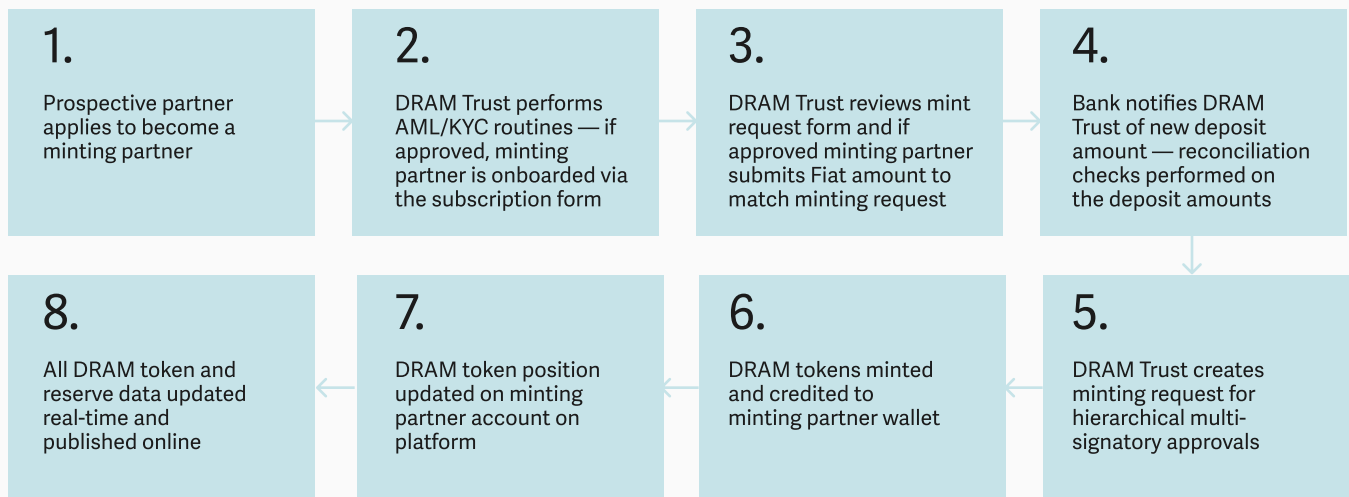 1.
Prospective partner
applies to become a
minting partner
2.
DRAM Trust performs
AML/KYC routines — if
approved, minting
partner is onboarded via
the subscription form
3.
DRAM Trust reviews mint
request form and if
approved minting partner
submits Fiat amount to
match minting request
4.
Bank notifies DRAM
Trust of new deposit
amount — reconciliation
checks performed on
the deposit amounts
5.
DRAM Trust creates
minting request for
hierarchical multi-
signatory approvals
6.
DRAM tokens minted
and credited to
minting partner wallet
7.
DRAM token position
updated on minting
partner account on
platform
8.
All DRAM token and
reserve data updated
real-time and
published online